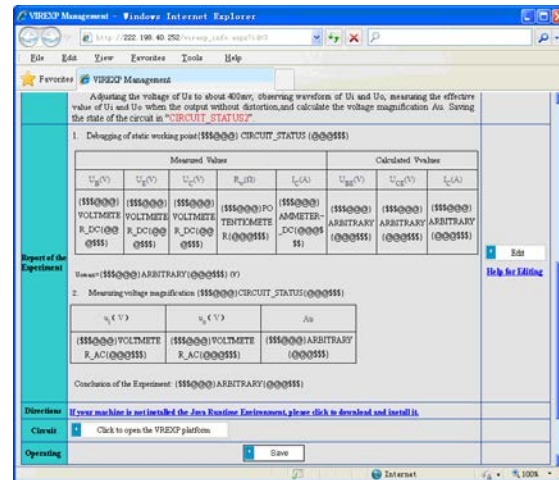 VIREXP Management - Windows Internet Explorer
File Edit View Favorites Tools Help
Favorites VIREXP Management
Adjusting the voltage of Us to about 400mv, observing waveform of Ui and Uo, measuring the effective
value of Ui and Uo when the output without distortion,and calculate the voltage magnification Au. Saving
the state of the circuit in "CIRCUIT_STATUS2".
Report of the
Experiment
1. Debugging of static working point($$$@@@) CIRCUIT_STATUS (@@@$$$)
Measured Values Calculated Vvalues
($$$@@@) ($$$@@@) ($$$@@@) ($$$@@@)PO ($$$@@@) ($$$@@@) ($$$@@@) ($$$@@@)
VOLTMETE VOLTMETE VOLTMETE TENTIOMETE AMMETER- ARBITRARY ARBITRARY ARBITRARY
R_DC(@@ R_DC(@@ R_DC(@@ R(@@@$$$) _DC(@@@$ (@@@$$$) (@@@$$$) (@@@$$$)
@$$$) @$$$) @$$$) $$)
($$$@@@) ARBITRARY(@@@$$$) (V)
2. Measuring voltage magnification ($$$@@@)CIRCUIT_STATUS(@@@$$$)
Au
($$$@@@)VOLTMETE ($$$@@@)VOLTMETE ($$$@@@)ARBITRARY
R_AC(@@@$$$) R_AC(@@@$$$) (@@@$$$)
Conclusion of the Experiment: ($$$@@@)ARBITRARY(@@@$$$)
Edit
Help for Editing
Directions If your machine is not installed the Java Runtime Environment, please click to download and install it.
Circuit Click to open the VREXP platform
Operating Save
Internet 100%